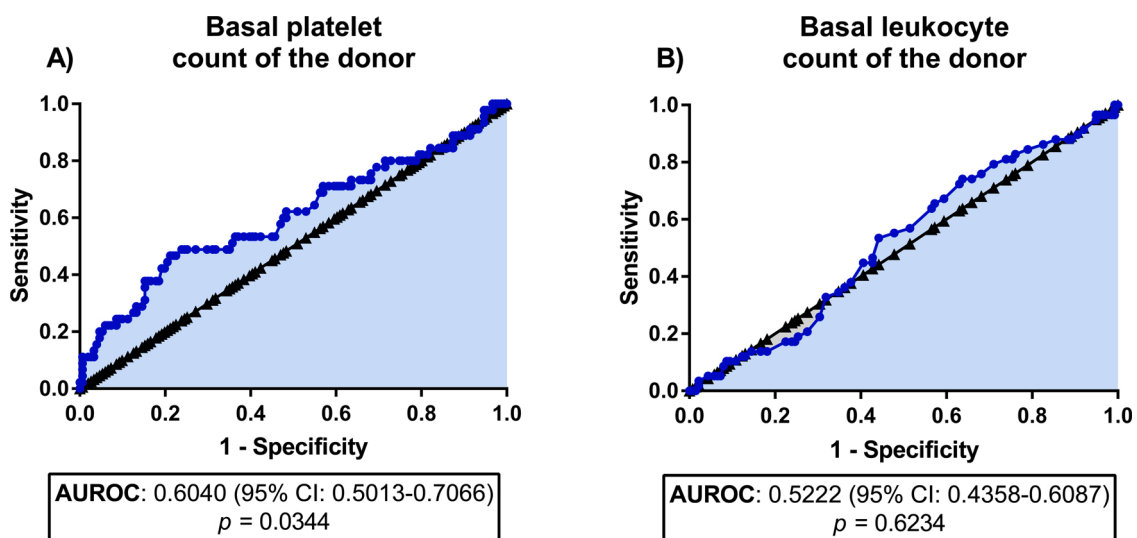 A)
Basal platelet
count of the donor
1.0
0.8
0.6
0.4
0.2
0.0
Sensitivity
0.0 0.2 0.4 0.6 0.8 1.0
1 - Specificity
AUROC: 0.6040 (95% CI: 0.5013-0.7066)
p = 0.0344
B)
Basal leukocyte
count of the donor
1.0
0.8
0.6
0.4
0.2
0.0
Sensitivity
0.0 0.2 0.4 0.6 0.8 1.0
1 - Specificity
AUROC: 0.5222 (95% CI: 0.4358-0.6087)
p = 0.6234